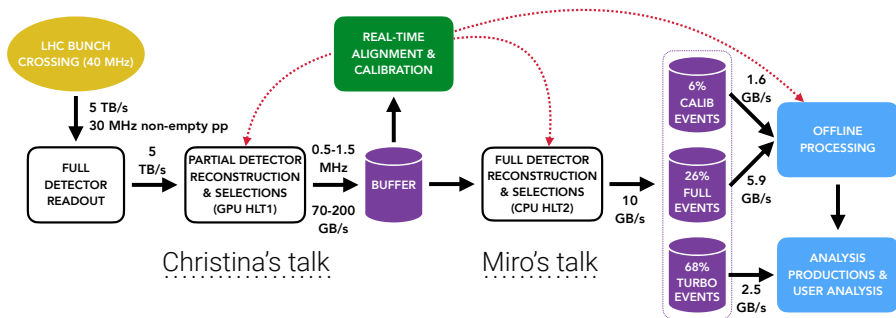 LHC BUNCH
CROSSING (40 MHz)
5 TB/s
30 MHz non-empty pp
FULL
DETECTOR
READOUT
5
TB/s
PARTIAL DETECTOR
RECONSTRUCTION
& SELECTIONS
(GPU HLT1)
0.5-1.5
MHz
70-200
GB/s
REAL-TIME
ALIGNMENT &
CALIBRATION
BUFFER
FULL DETECTOR
RECONSTRUCTION
& SELECTIONS
(CPU HLT2)
10
GB/s
6%
CALIB
EVENTS
1.6
GB/s
26%
FULL
EVENTS
5.9
GB/s
68%
TURBO
EVENTS
2.5
GB/s
OFFLINE
PROCESSING
ANALYSIS
PRODUCTIONS &
USER ANALYSIS
Christina's talk
Miro's talk